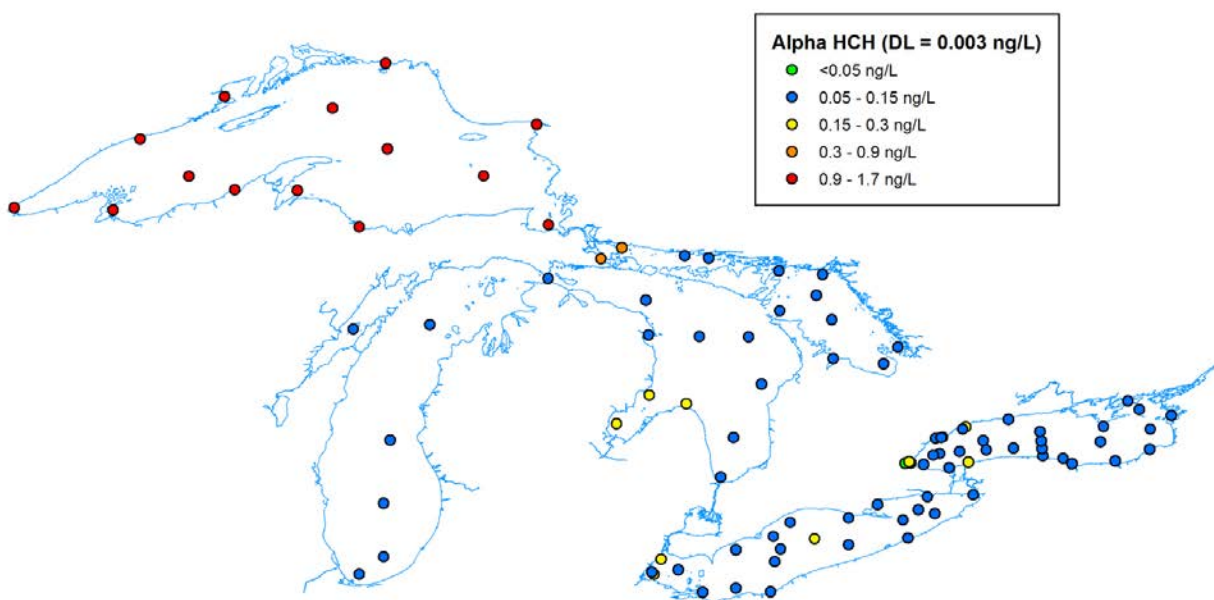 Alpha HCH (DL = 0.003 ng/L)
<0.05 ng/L
0.05 - 0.15 ng/L
0.15 - 0.3 ng/L
0.3 - 0.9 ng/L
0.9 - 1.7 ng/L